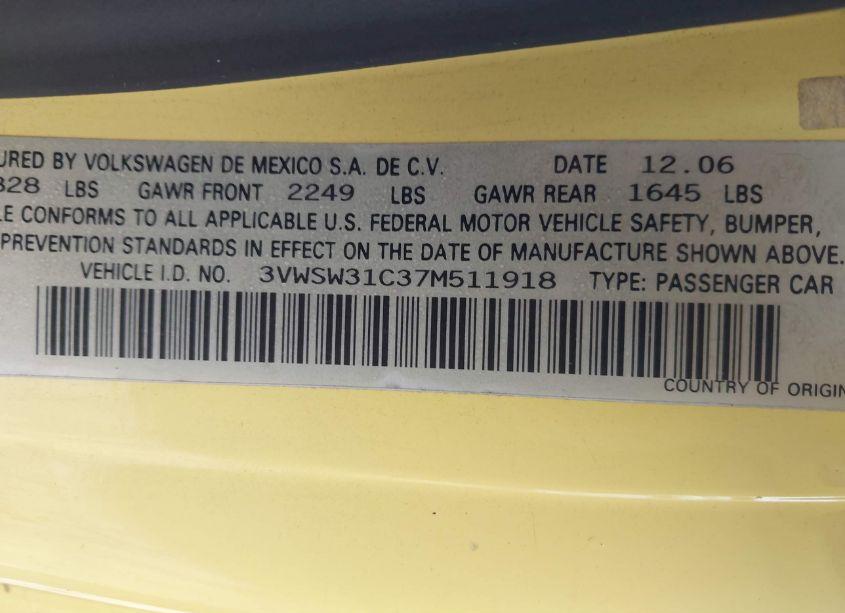 URED BY VOLKSWAGEN DE MEXICO S.A. DE C.V. DATE 12.06
328 LBS GAWR FRONT 2249 LBS GAWR REAR 1645 LBS
LE CONFORMS TO ALL APPLICABLE U.S. FEDERAL MOTOR VEHICLE SAFETY, BUMPER,
PREVENTION STANDARDS IN EFFECT ON THE DATE OF MANUFACTURE SHOWN ABOVE.
VEHICLE I.D. NO. 3VWSW31C37M511918 TYPE: PASSENGER CAR
COUNTRY OF ORIGIN